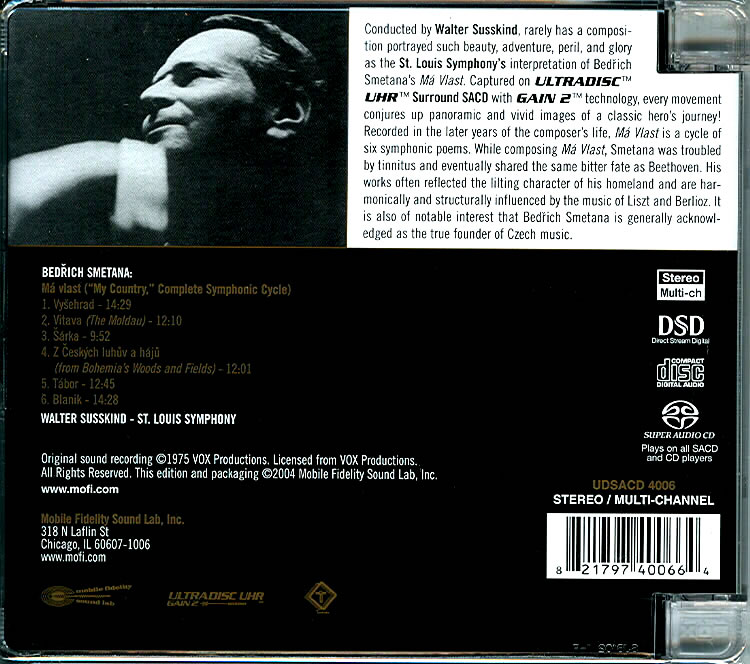 Conducted by Walter Susskind, rarely has a composi-
tion portrayed such beauty, adventure, peril, and glory
as the St. Louis Symphony's interpretation of Bedřich
Smetana's Má Vlast. Captured on ULTRADISC™
UHR™ Surround SACD with GAIN 2™ technology, every movement
conjures up panoramic and vivid images of a classic hero's journey!
Recorded in the later years of the composer's life, Má Vlast is a cycle of
six symphonic poems. While composing Má Vlast, Smetana was troubled
by tinnitus and eventually shared the same bitter fate as Beethoven. His
works often reflected the lilting character of his homeland and are har-
monically and structurally influenced by the music of Liszt and Berlioz. It
is also of notable interest that Bedřich Smetana is generally acknowl-
edged as the true founder of Czech music.
BEDŘICH SMETANA:
Má vlast ("My Country," Complete Symphonic Cycle)
1. Vyšehrad - 14:29
2. Vltava (The Moldau) - 12:10
3. Šárka - 9:52
4. Z Českých luhův a hájů
(from Bohemia's Woods and Fields) - 12:01
5. Tábor - 12:45
6. Blaník - 14:28
WALTER SUSSKIND - ST. LOUIS SYMPHONY
Original sound recording ©1975 VOX Productions. Licensed from VOX Productions.
All Rights Reserved. This edition and packaging ©2004 Mobile Fidelity Sound Lab, Inc.
www.mofi.com
Mobile Fidelity Sound Lab, Inc.
318 N Laflin St
Chicago, IL 60607-1006
www.mofi.com
mobile fidelity
sound lab
ULTRADISC UHR™
GAIN 2
Stereo
Multi-ch
DSD
Direct Stream Digital
COMPACT
disc
DIGITAL AUDIO
SUPER AUDIO CD
Plays on all SACD
and CD players
UDSACD 4006
STEREO / MULTI-CHANNEL
8 21797 40066 4